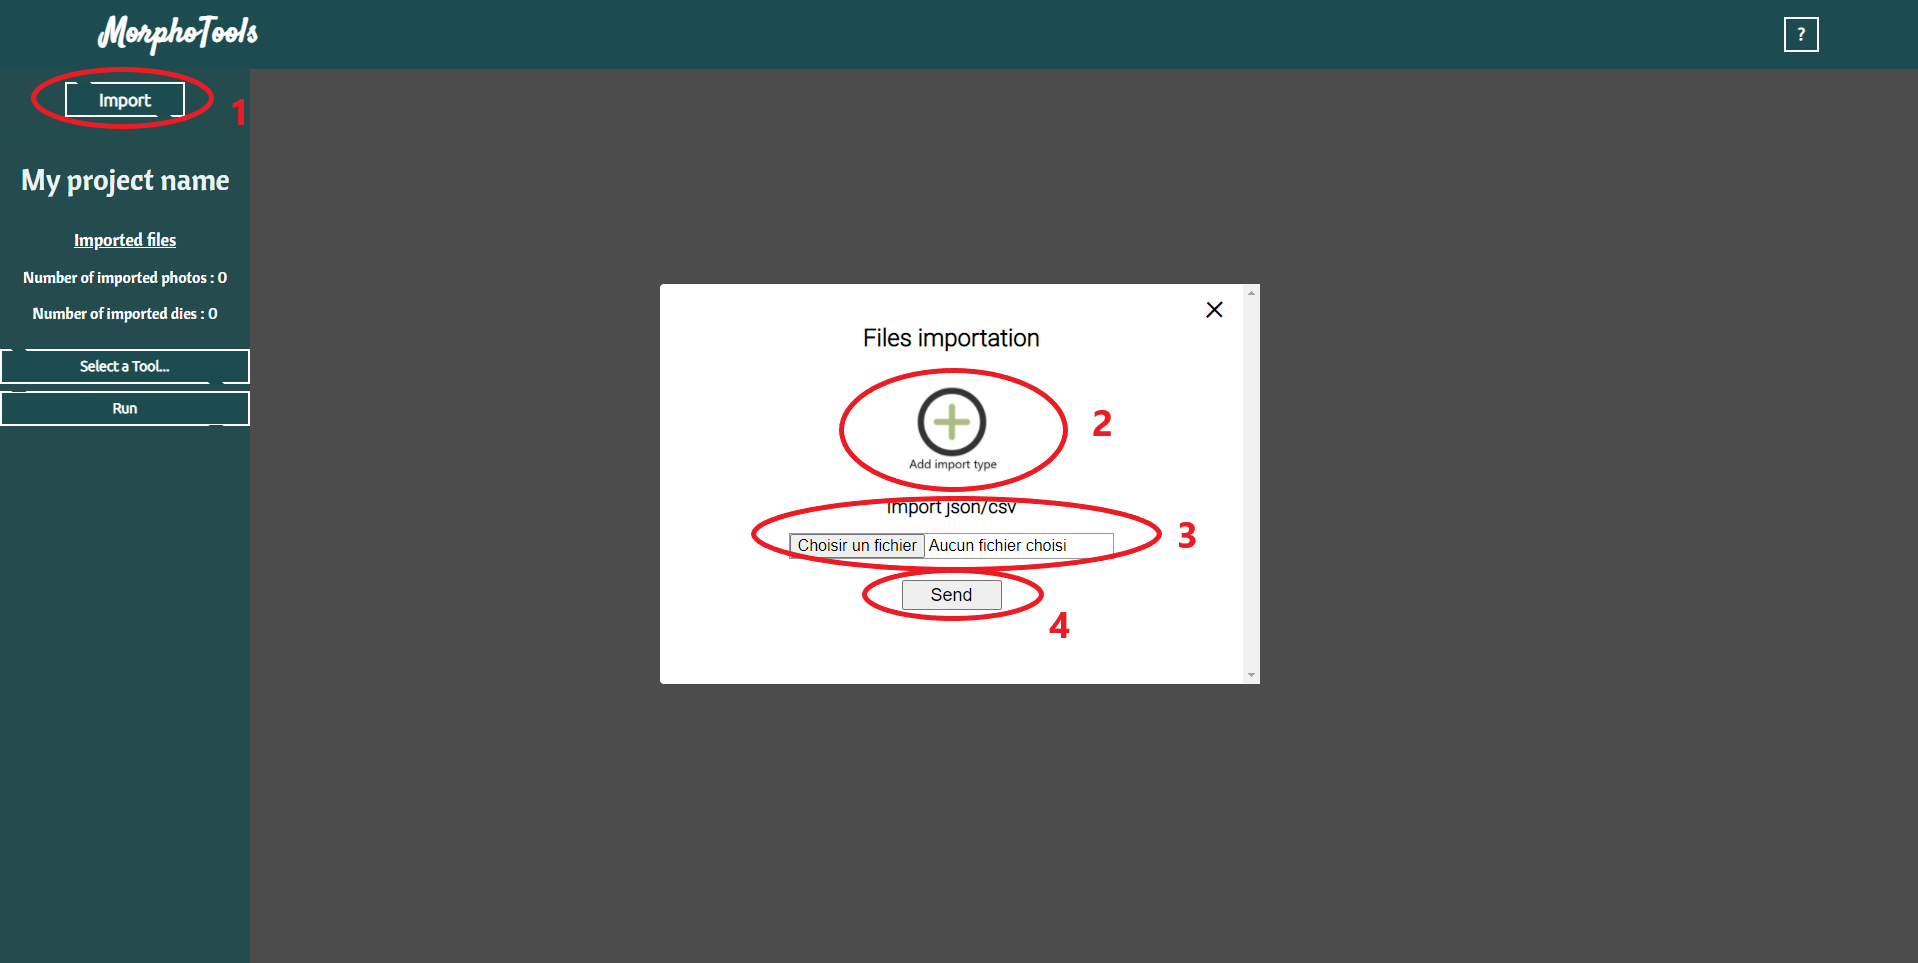 MorphoTools
?
Import
1
My project name
Imported files
Number of imported photos : 0
Number of imported dies : 0
Select a Tool...
Run
Files importation
Add import type
2
Import json/csv
Choisir un fichier Aucun fichier choisi
3
Send
4